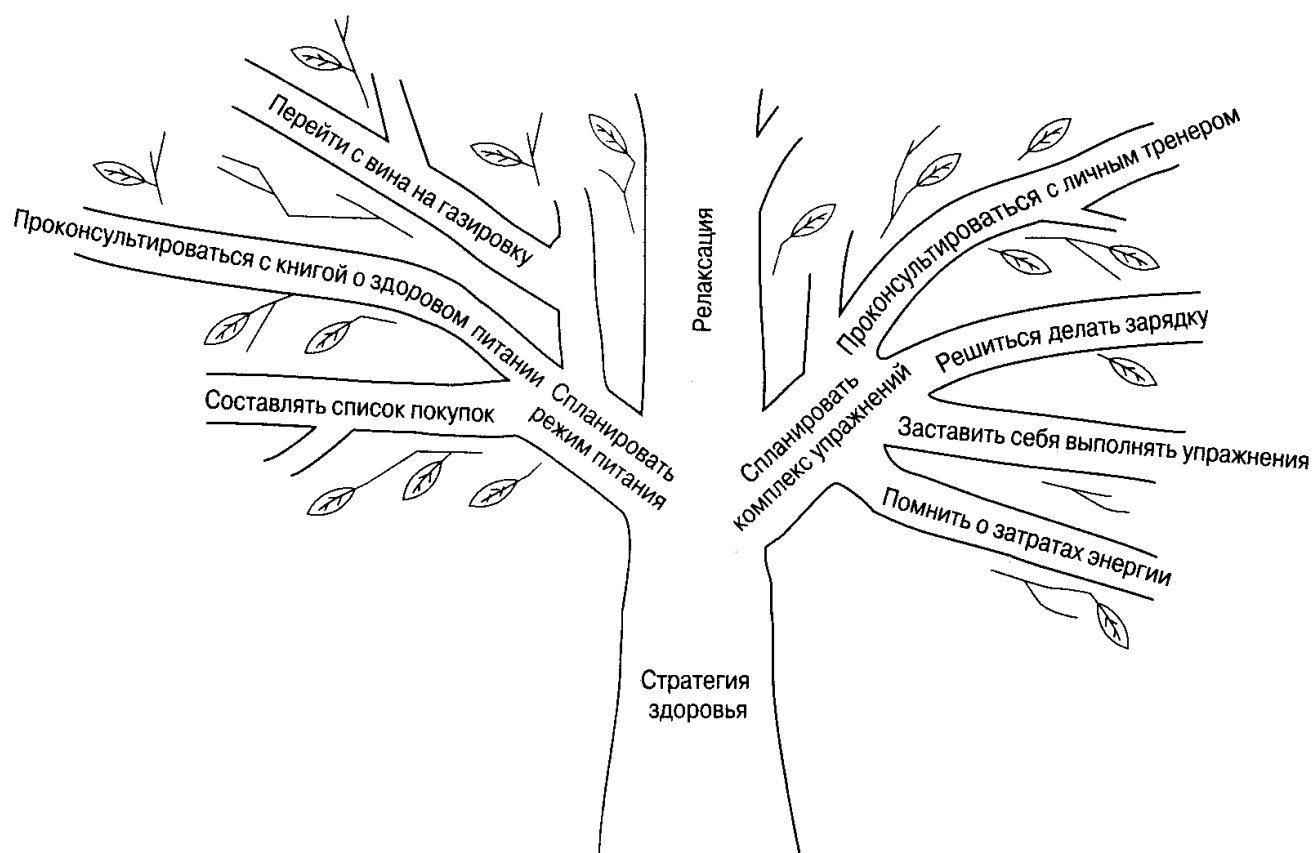 Перейти с вина на газировку
Проконсультироваться с книгой о здоровом питании
Составлять список покупок
Спланировать
режим питания
Релаксация
Проконсультироваться с личным тренером
Решиться делать зарядку
Спланировать
комплекс упражнений
Заставить себя выполнять упражнения
Помнить о затратах энергии
Стратегия
здоровья